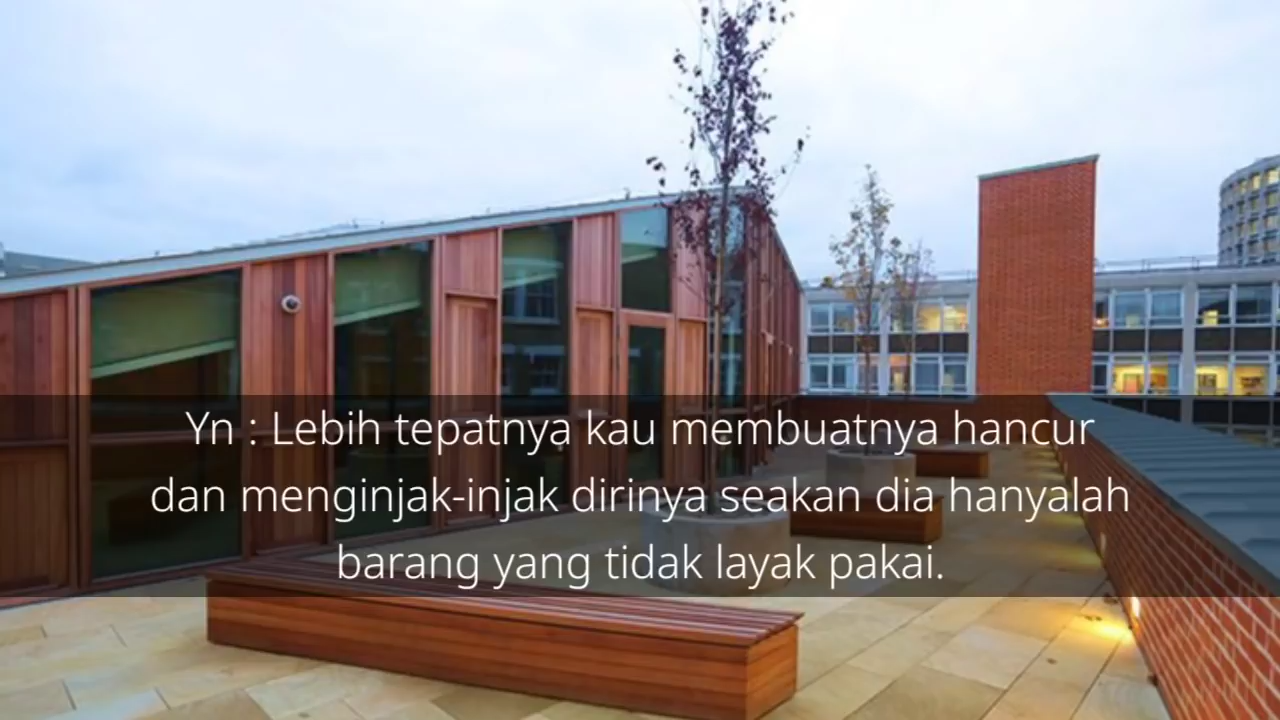 Yn : Lebih tepatnya kau membuatnya hancur
dan menginjak-injak dirinya seakan dia hanyalah
barang yang tidak layak pakai.